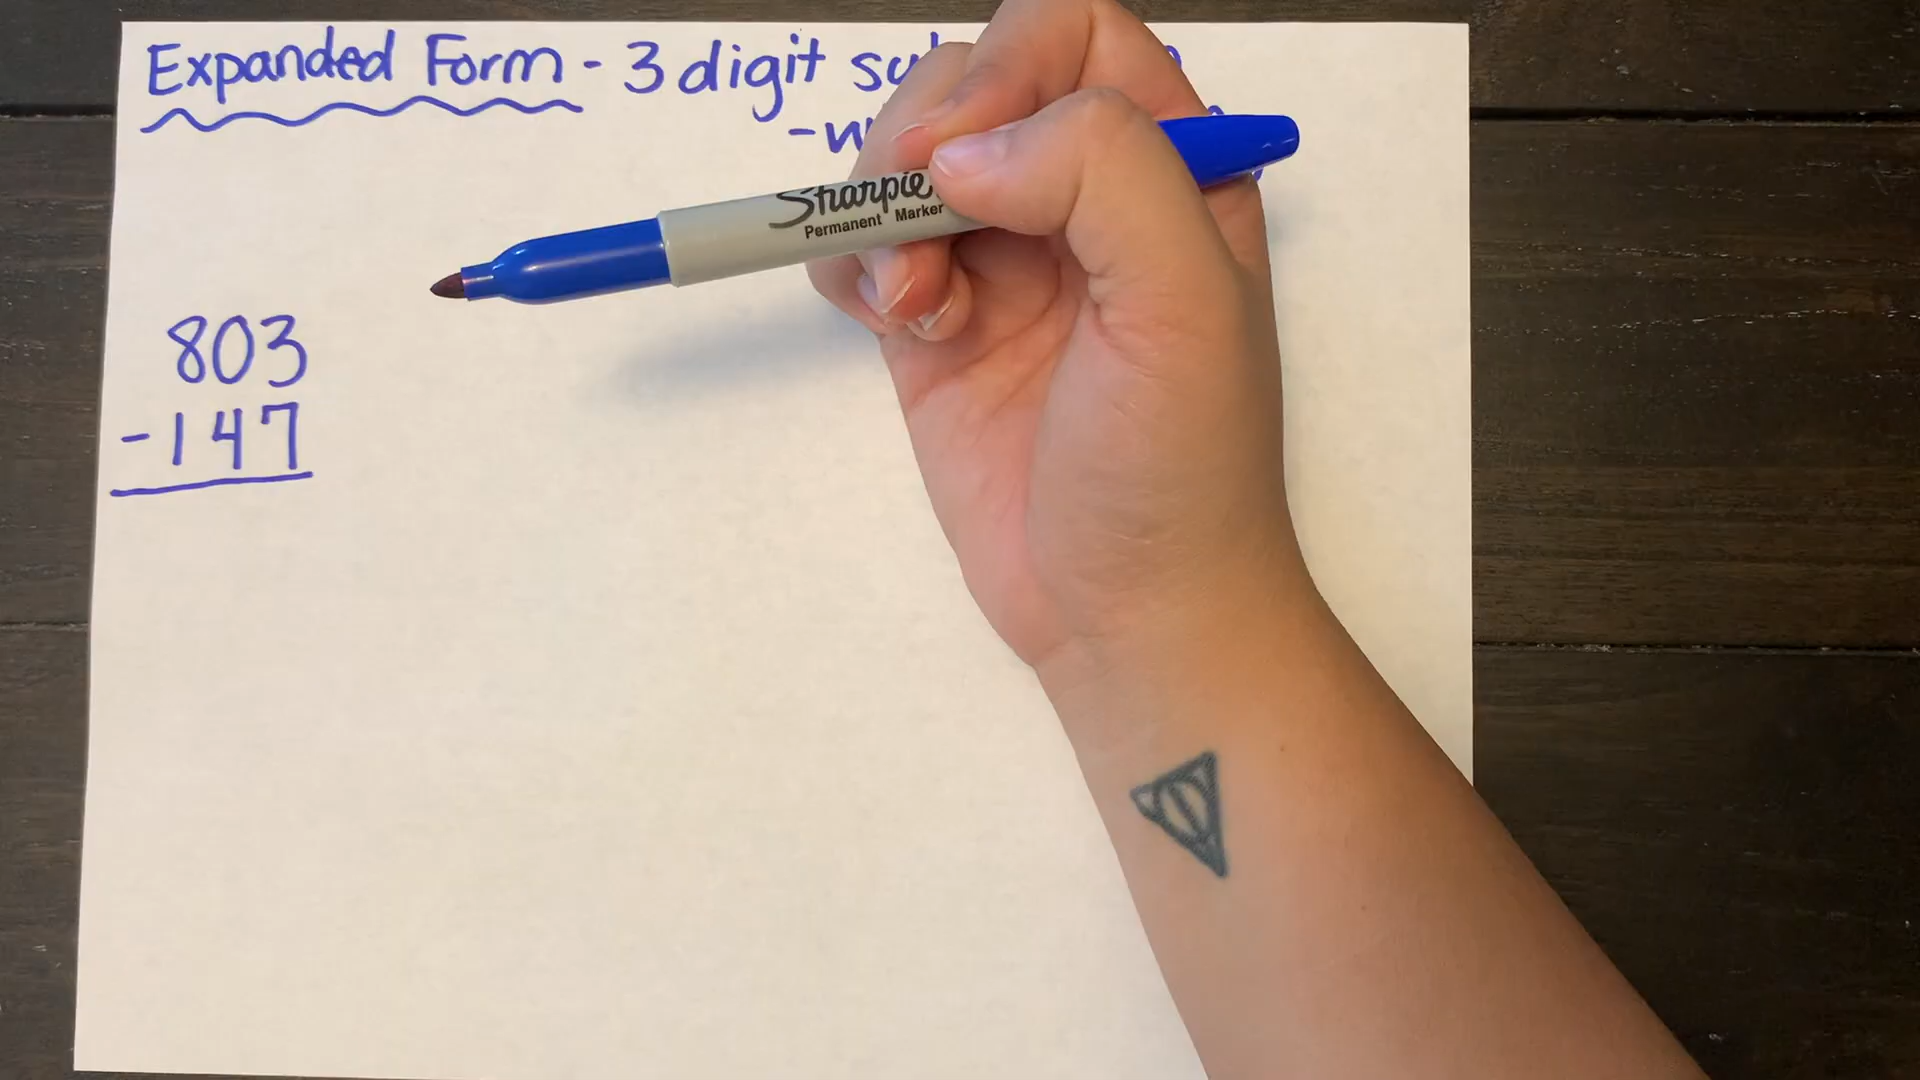 Expanded Form - 3 digit
Sharpie
Permanent Marker
803
-147